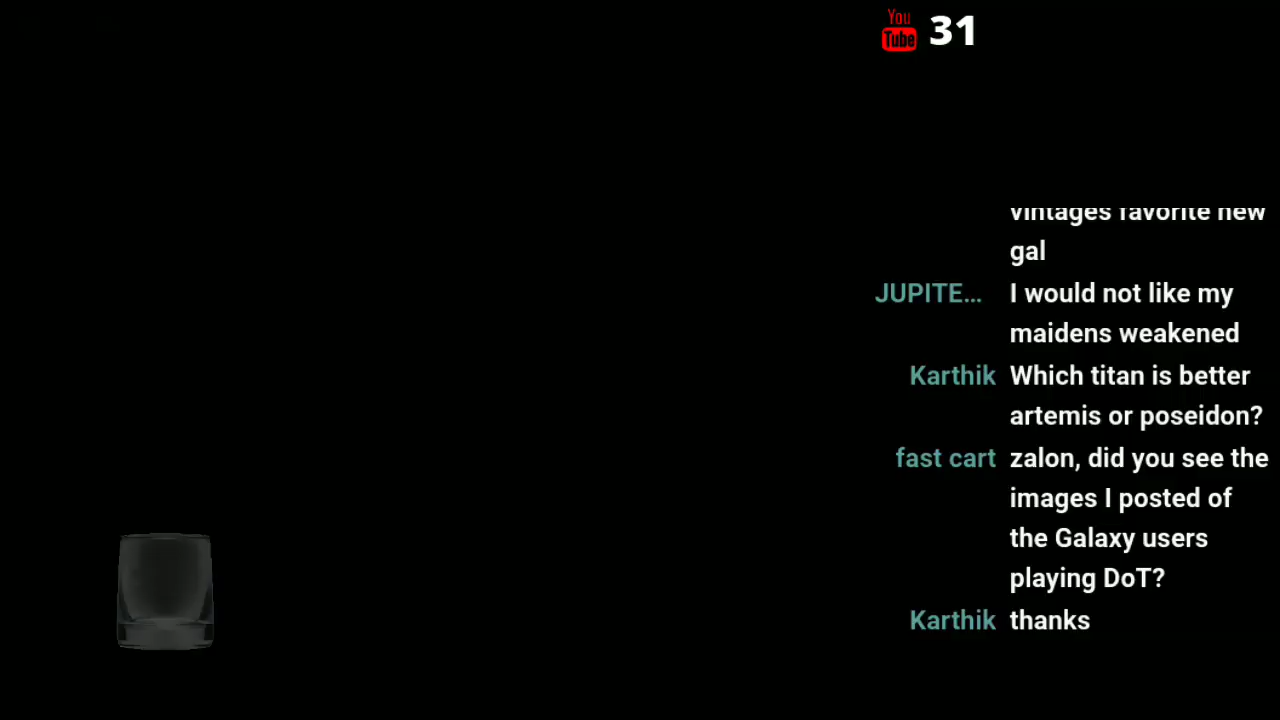 You
Tube 31
vintages favorite new
gal
JUPITE... I would not like my
maidens weakened
Karthik Which titan is better
artemis or poseidon?
fast cart zalon, did you see the
images I posted of
the Galaxy users
playing DoT?
Karthik thanks